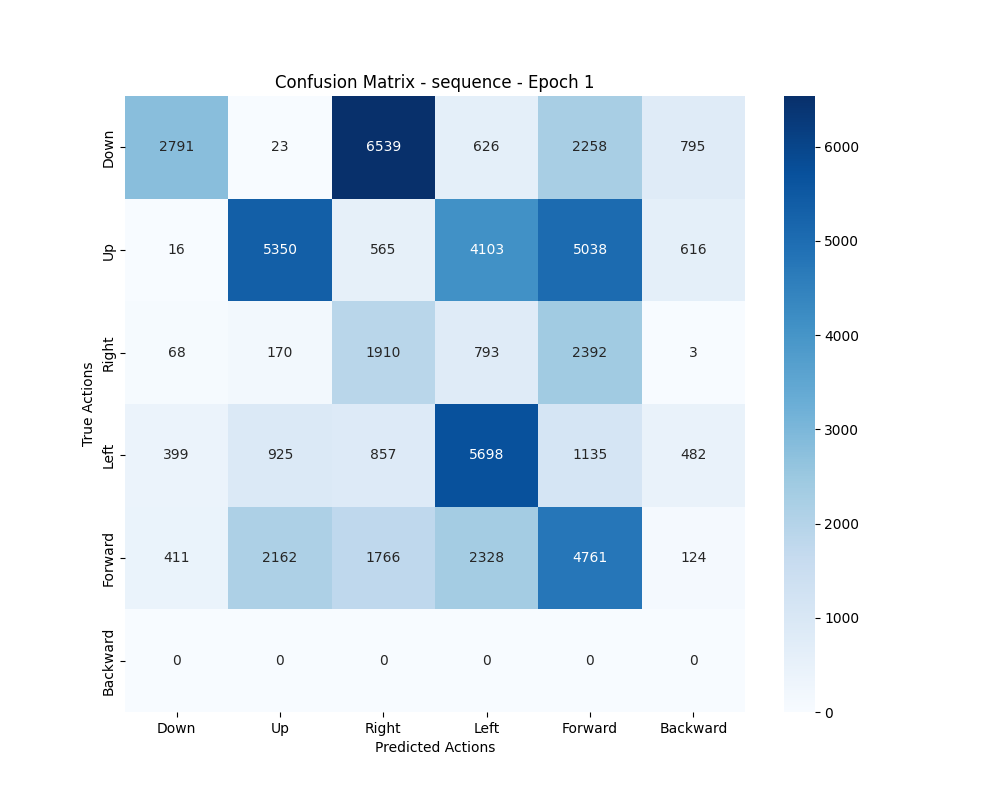 Confusion Matrix - sequence - Epoch 1
Down 2791 23 6539 626 2258 795
Up 16 5350 565 4103 5038 616
Right 68 170 1910 793 2392 3
Left 399 925 857 5698 1135 482
Forward 411 2162 1766 2328 4761 124
Backward 0 0 0 0 0 0
Down Up Right Left Forward Backward
Predicted Actions
True Actions
6000
5000
4000
3000
2000
1000
0